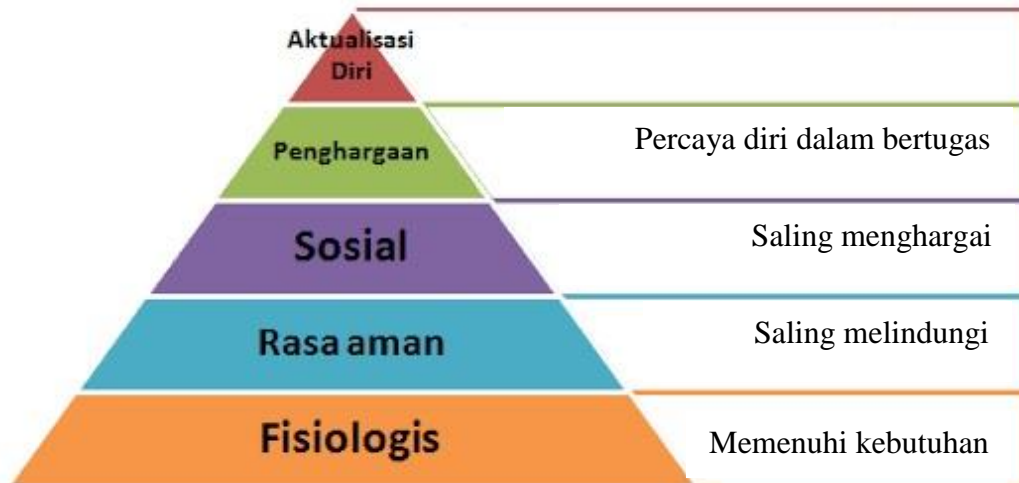 Aktualisasi
Diri
Penghargaan
Percaya diri dalam bertugas
Sosial
Saling menghargai
Rasa aman
Saling melindungi
Fisiologis
Memenuhi kebutuhan